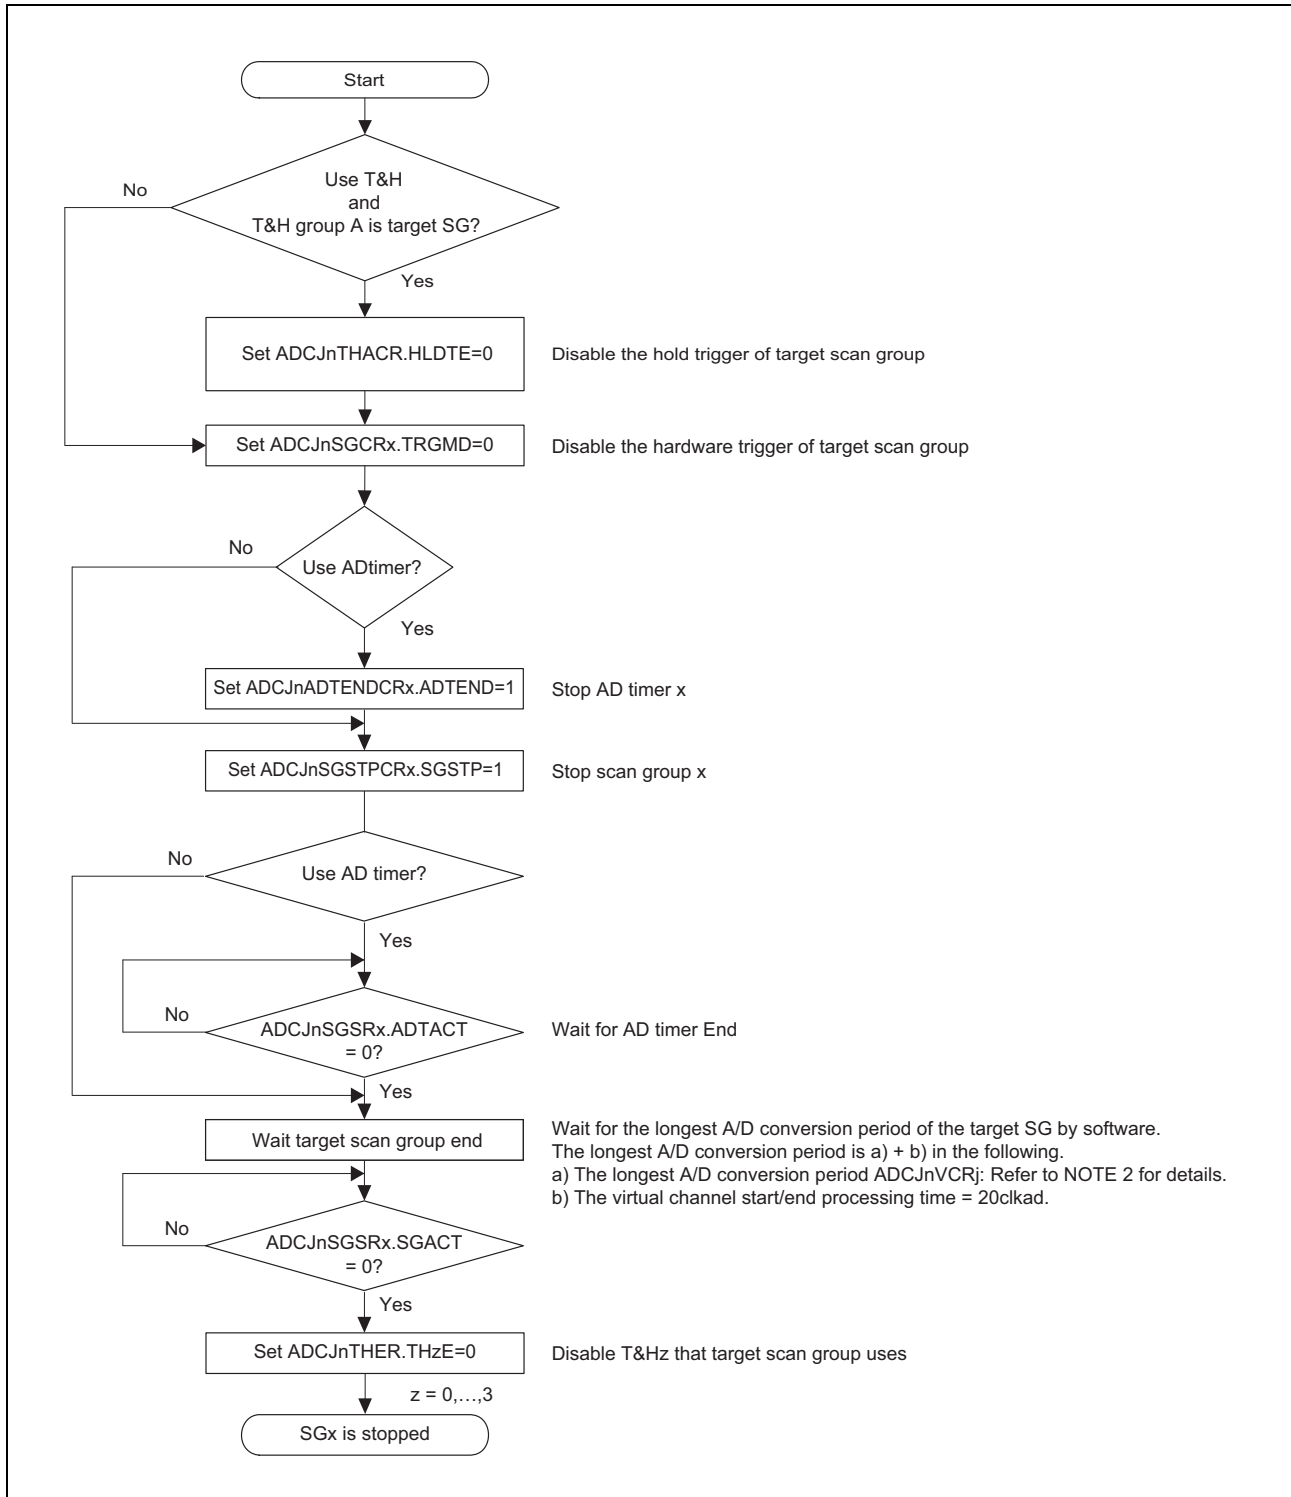 Start
No
Use T&H
and
T&H group A is target SG?
Yes
Set ADCJnTHACR.HLDTE=0
Disable the hold trigger of target scan group
Set ADCJnSGCRx.TRGMD=0
Disable the hardware trigger of target scan group
No
Use ADtimer?
Yes
Set ADCJnADTENDCRx.ADTEND=1
Stop AD timer x
Set ADCJnSGSTPCRx.SGSTP=1
Stop scan group x
No
Use AD timer?
Yes
No
ADCJnSGSRx.ADTACT
= 0?
Wait for AD timer End
Yes
Wait target scan group end
Wait for the longest A/D conversion period of the target SG by software.
The longest A/D conversion period is a) + b) in the following.
a) The longest A/D conversion period ADCJnVCRj: Refer to NOTE 2 for details.
b) The virtual channel start/end processing time = 20clkad.
No
ADCJnSGSRx.SGACT
= 0?
Yes
Set ADCJnTHER.THzE=0
Disable T&Hz that target scan group uses
z = 0,…,3
SGx is stopped